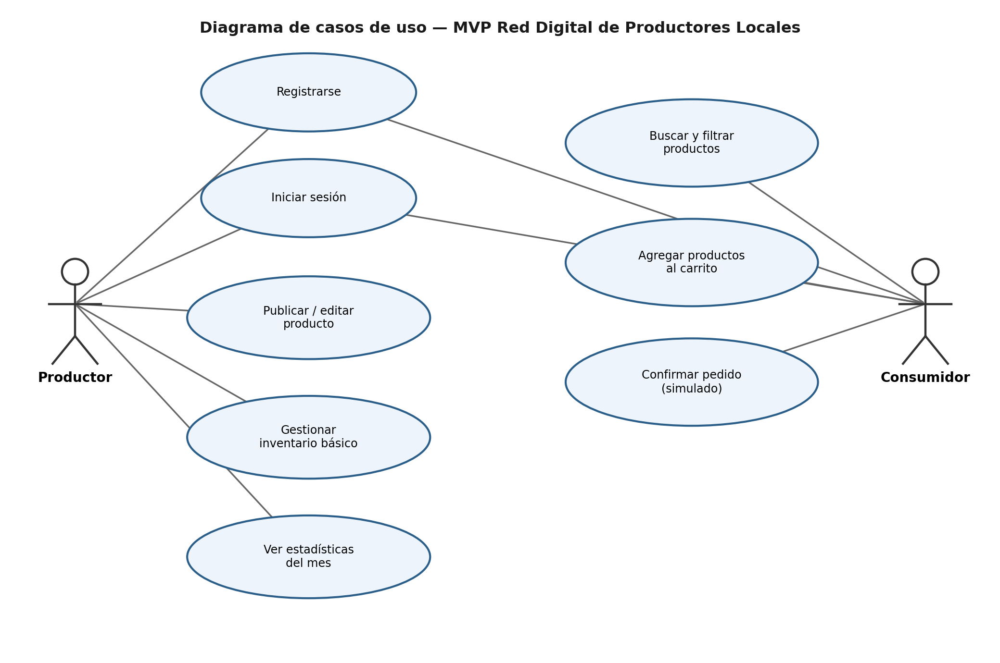 Diagrama de casos de uso — MVP Red Digital de Productores Locales
Registrarse
Iniciar sesión
Publicar / editar
producto
Gestionar
inventario básico
Ver estadísticas
del mes
Buscar y filtrar
productos
Agregar productos
al carrito
Confirmar pedido
(simulado)
Productor
Consumidor